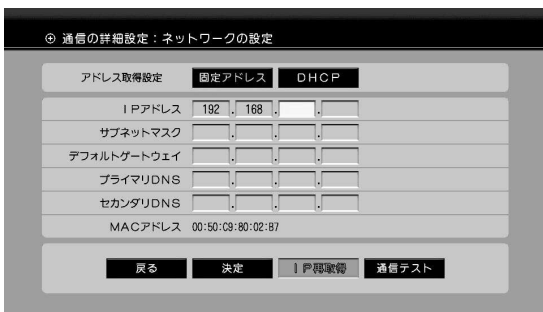 ⊕ 通信の詳細設定：ネットワークの設定
アドレス取得設定 固定アドレス DHCP
IPアドレス 192 . 168 . .
サブネットマスク . . .
デフォルトゲートウェイ . . .
プライマリDNS . . .
セカンダリDNS . . .
MACアドレス 00:50:C9:80:02:B7
戻る 決定 IP再取得 通信テスト